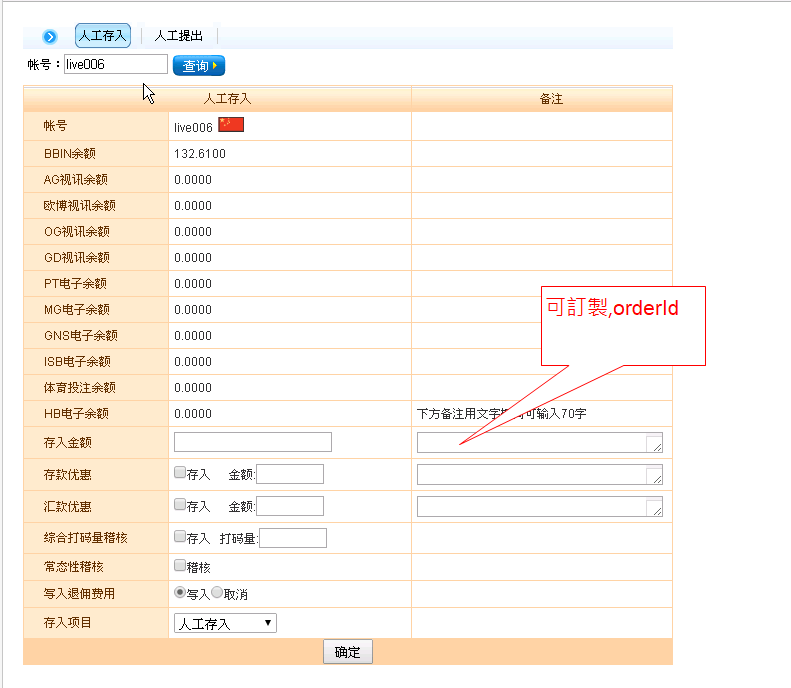 人工存入 人工提出
帐号：live006 查询
人工存入 备注
帐号 live006
BBIN余额 132.6100
AG视讯余额 0.0000
欧博视讯余额 0.0000
OG视讯余额 0.0000
GD视讯余额 0.0000
PT电子余额 0.0000
MG电子余额 0.0000
可訂製,orderId
GNS电子余额 0.0000
ISB电子余额 0.0000
体育投注余额 0.0000
HB电子余额 0.0000 下方备注用文字 可输入70字
存入金额
存款优惠 存入 金额:
汇款优惠 存入 金额:
综合打码量稽核 存入 打码量:
常态性稽核 稽核
写入退佣费用 写入 取消
存入项目 人工存入
确定